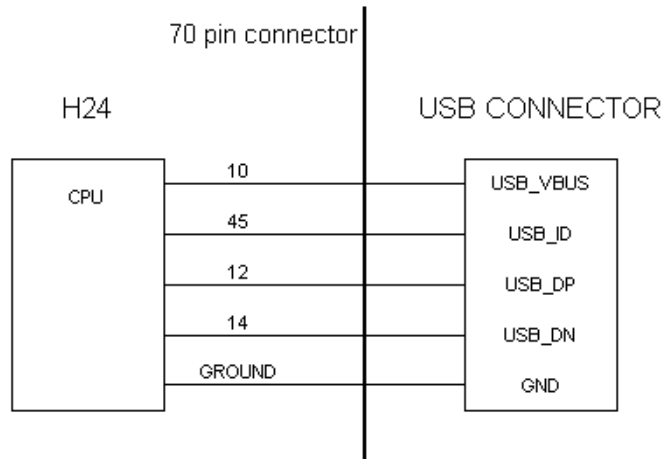 70 pin connector
H24
USB CONNECTOR
CPU
10
USB_VBUS
45
USB_ID
12
USB_DP
14
USB_DN
GROUND
GND